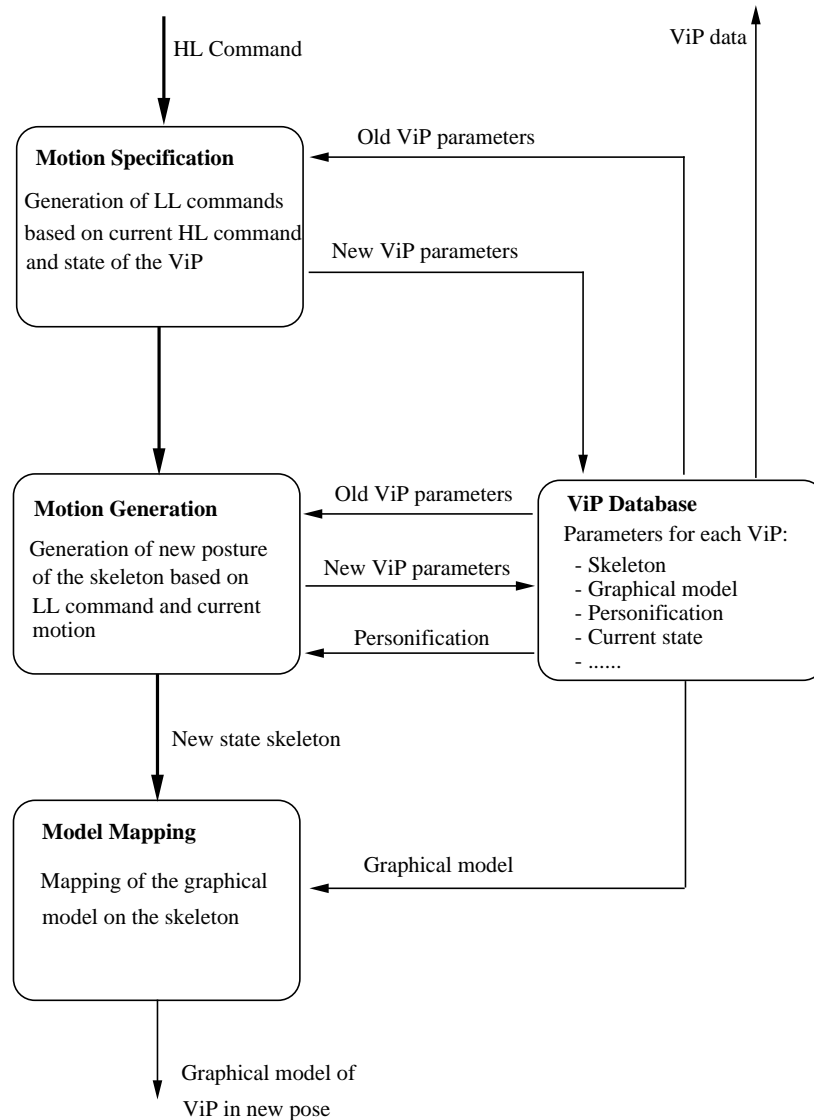 HL Command
ViP data
Old ViP parameters
Motion Specification
Generation of LL commands
based on current HL command
and state of the ViP
New ViP parameters
Motion Generation
Generation of new posture
of the skeleton based on
LL command and current
motion
Old ViP parameters
New ViP parameters
Personification
ViP Database
Parameters for each ViP:
- Skeleton
- Graphical model
- Personification
- Current state
- ......
New state skeleton
Model Mapping
Mapping of the graphical
model on the skeleton
Graphical model
Graphical model of
ViP in new pose